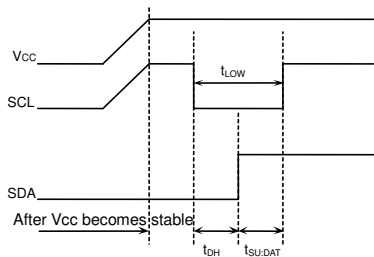 VCC
tLOW
SCL
SDA
After Vcc becomes stable
tDH
tSU:DAT